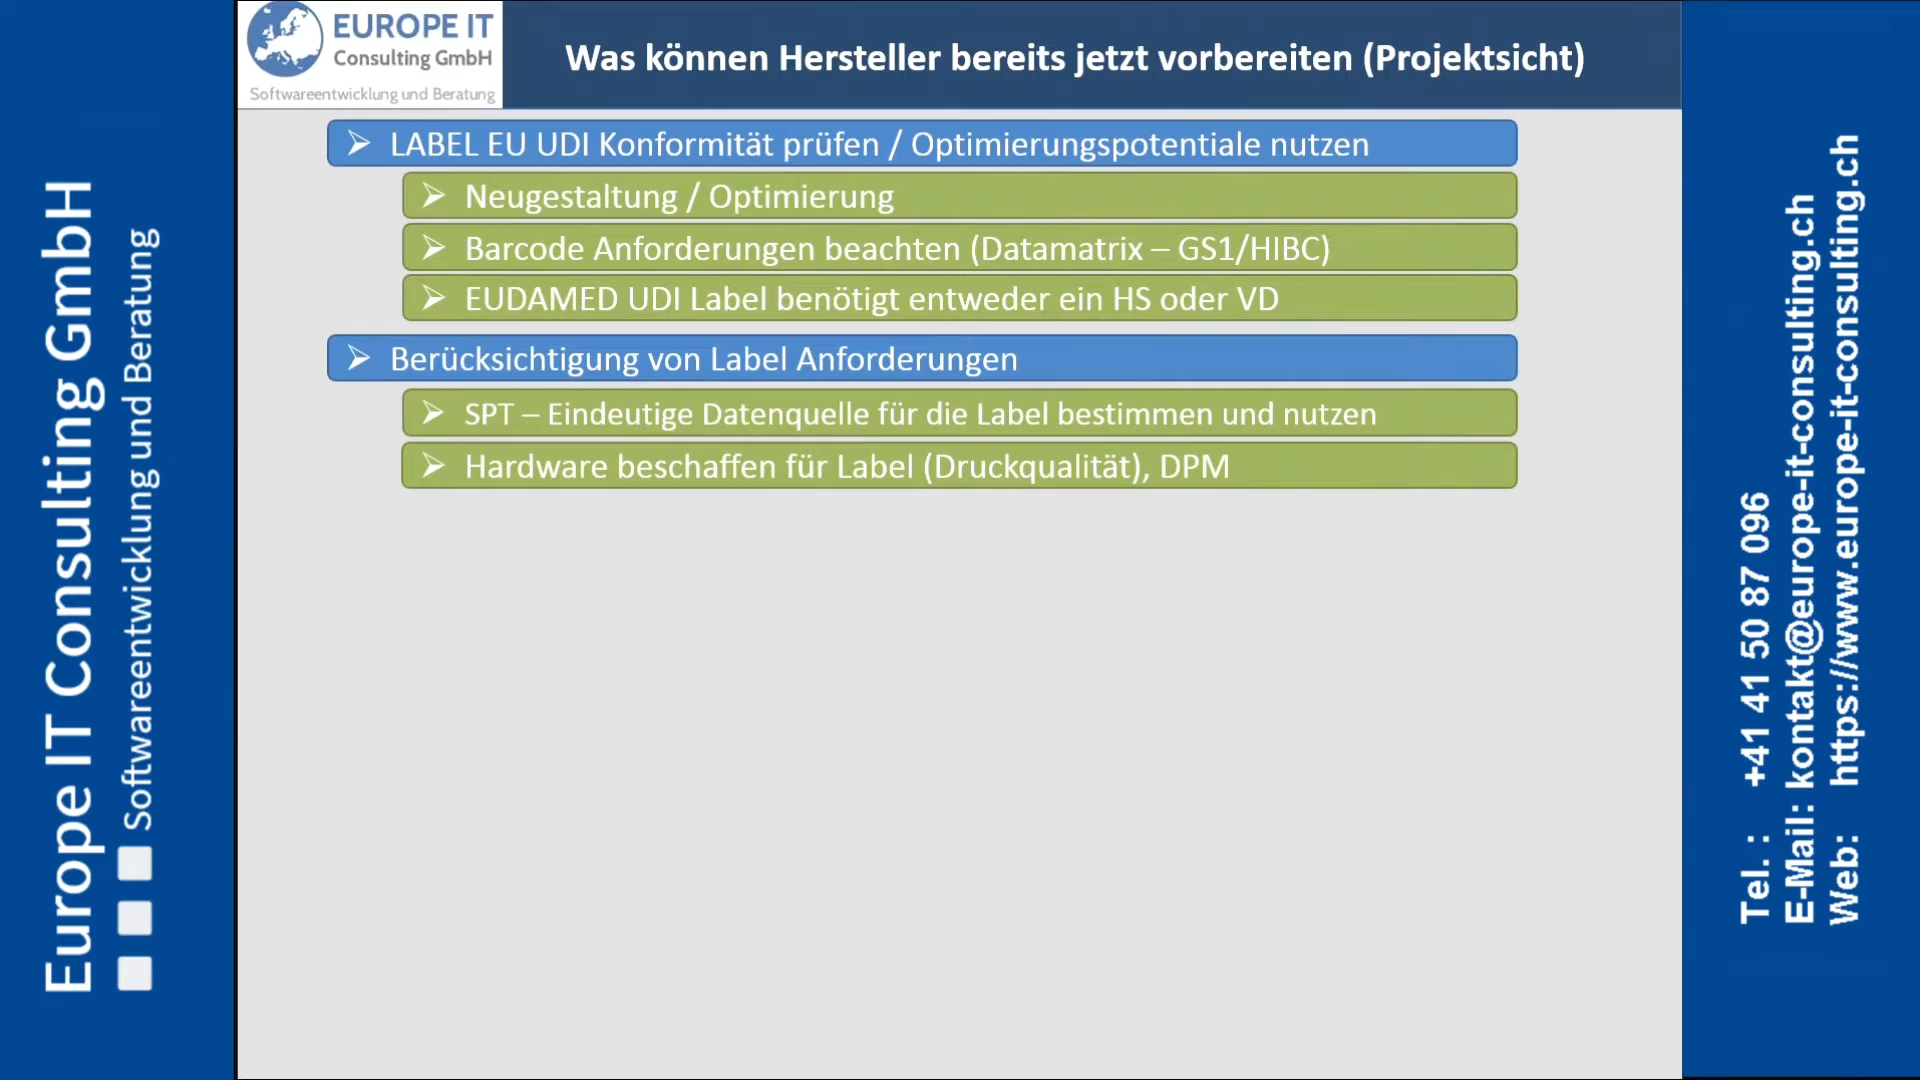 Europe IT Consulting GmbH
Softwareentwicklung und Beratung
EUROPE IT
Consulting GmbH
Softwareentwicklung und Beratung
Was können Hersteller bereits jetzt vorbereiten (Projektsicht)
LABEL EU UDI Konformität prüfen / Optimierungspotentiale nutzen
Neugestaltung / Optimierung
Barcode Anforderungen beachten (Datamatrix – GS1/HIBC)
EUDAMED UDI Label benötigt entweder ein HS oder VD
Berücksichtigung von Label Anforderungen
SPT – Eindeutige Datenquelle für die Label bestimmen und nutzen
Hardware beschaffen für Label (Druckqualität), DPM
Tel. : +41 41 50 87 096
E-Mail: kontakt@europe-it-consulting.ch
Web: https://www.europe-it-consulting.ch